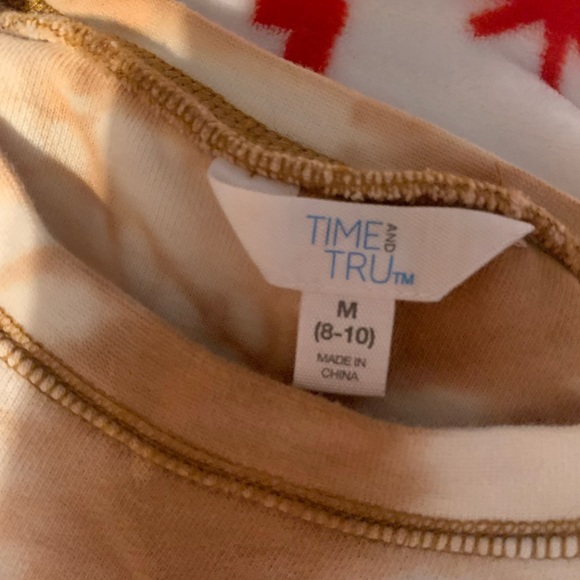 TIME AND
TRU™
M
(8-10)
MADE IN
CHINA